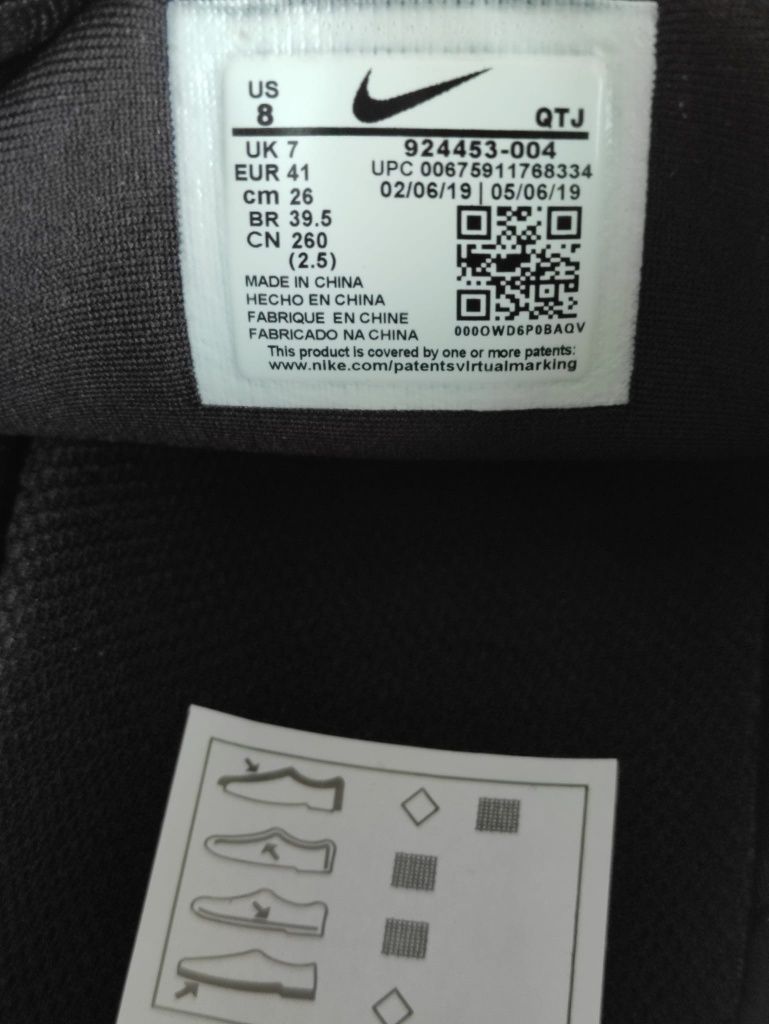 US
8
QTJ
UK 7
924453-004
EUR 41
UPC 00675911768334
cm 26
02/06/19 | 05/06/19
BR 39.5
CN 260
(2.5)
MADE IN CHINA
HECHO EN CHINA
FABRIQUE EN CHINE
FABRICADO NA CHINA
000OWD6P0BAQV
This product is covered by one or more patents:
www.nike.com/patentsvirtualmarking